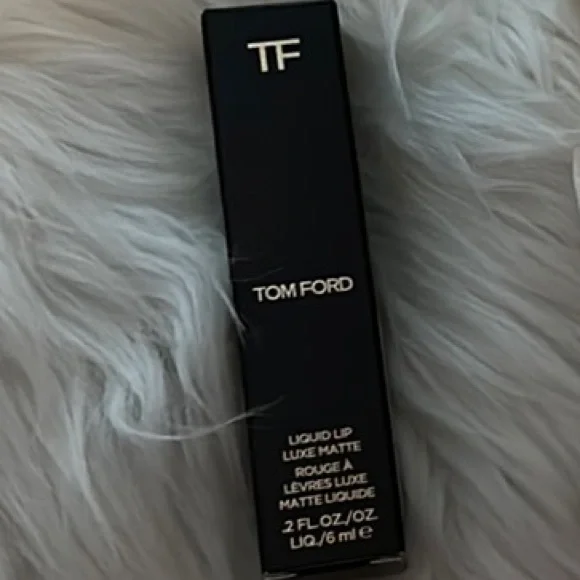 TF
TOM FORD
LIQUID LIP
LUXE MATTE
ROUGE À
LÈVRES LUXE
MATTE LIQUIDE
.2 FL.OZ./OZ.
LIQ./6 ml ℮